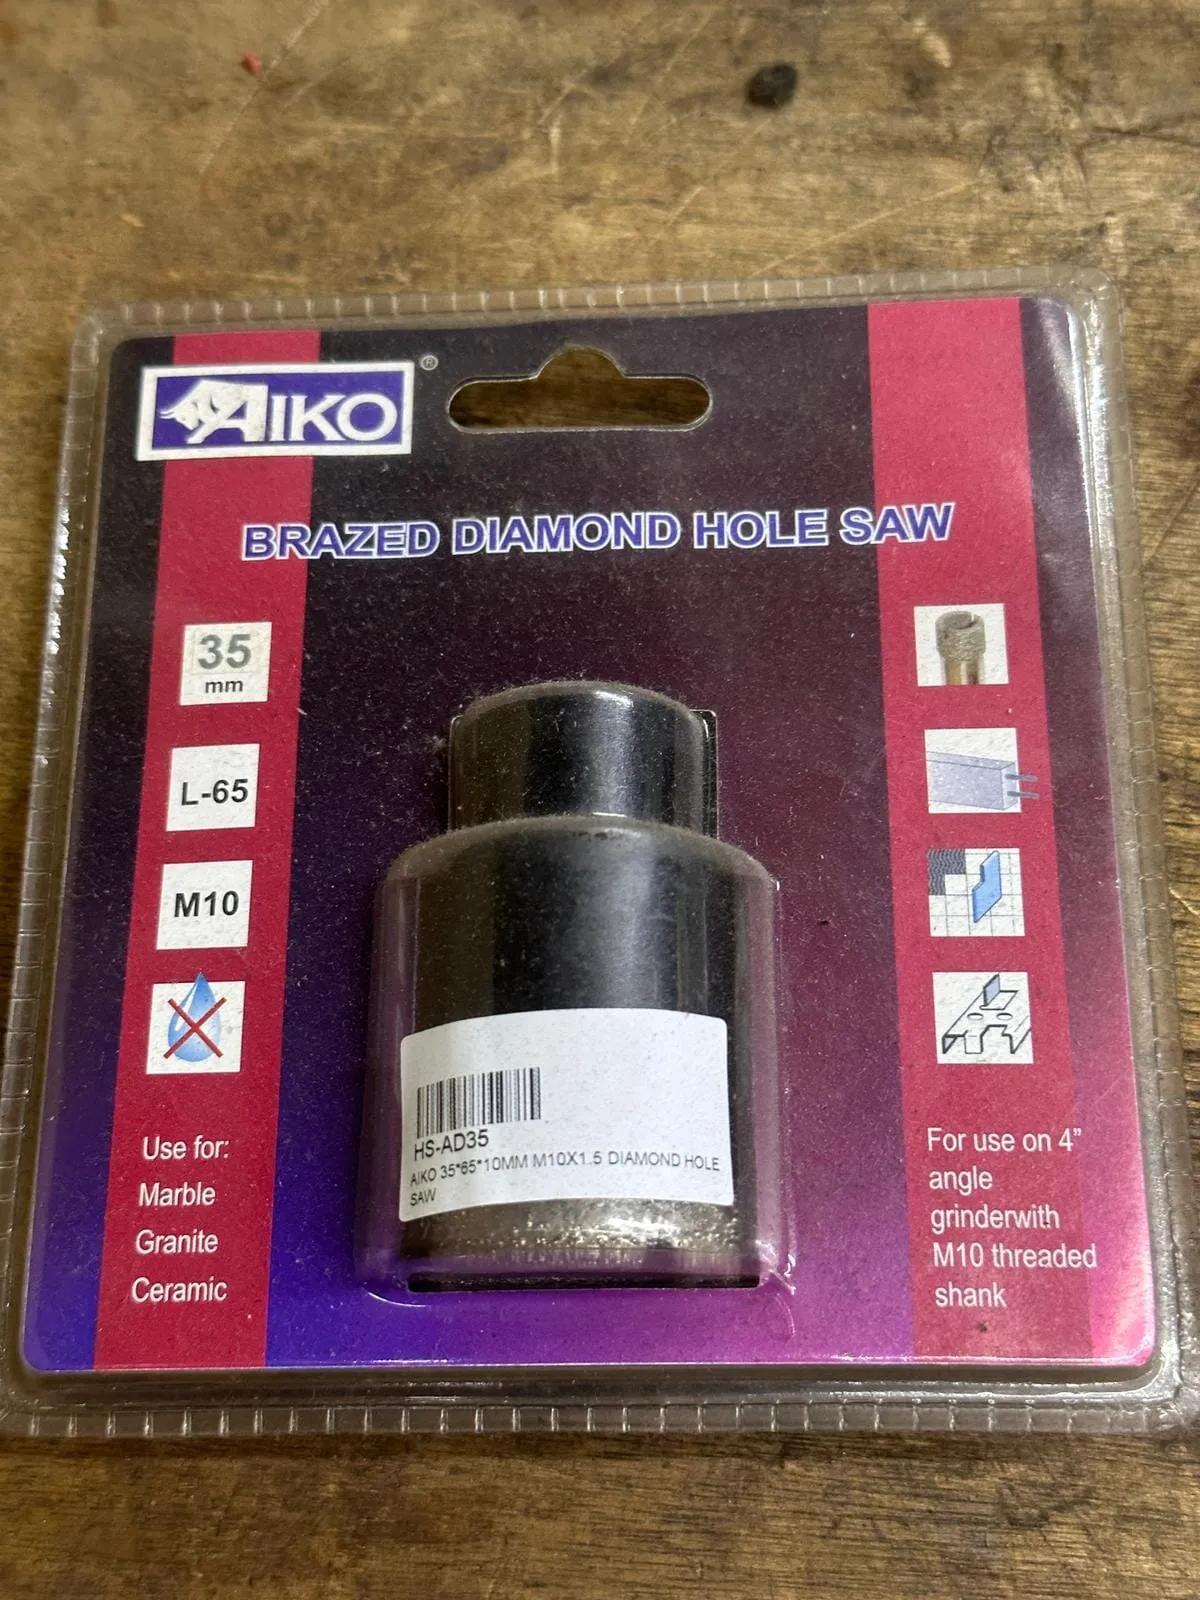 AIKO
®
BRAZED DIAMOND HOLE SAW
35
mm
L-65
M10
Use for:
Marble
Granite
Ceramic
HS-AD35
AIKO 35*65*10MM M10X1.5 DIAMOND HOLE
SAW
For use on 4”
angle
grinderwith
M10 threaded
shank